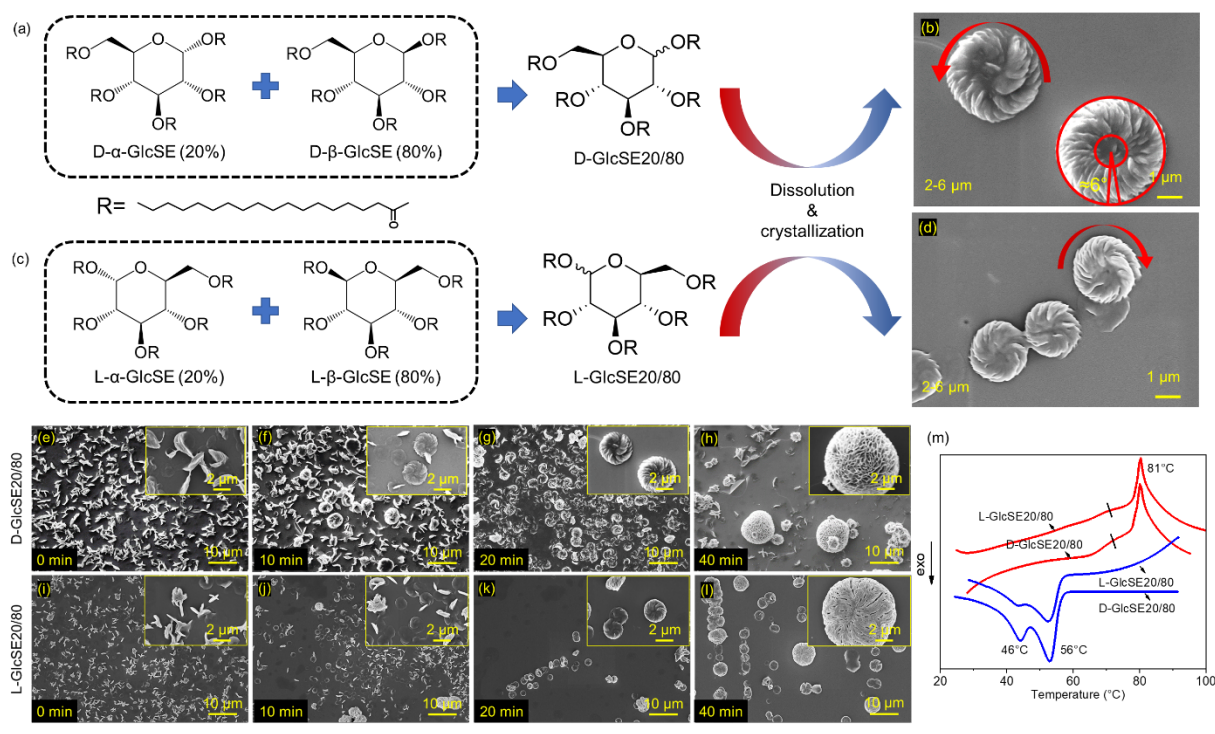 (a)
RO
R
O
OR
RO
OR
O
R
D-α-GlcSE (20%)
RO
R
O
OR
RO
OR
O
R
D-β-GlcSE (80%)
RO
R
O
OR
RO
OR
O
R
D-GlcSE20/80
R=
O
(c)
RO
O
OR
RO
OR
OR
L-α-GlcSE (20%)
RO
O
OR
RO
OR
OR
L-β-GlcSE (80%)
RO
O
OR
RO
OR
OR
L-GlcSE20/80
Dissolution
&
crystallization
(b)
2-6 µm
≈6°
1 µm
(d)
2-6 µm
1 µm
D-GlcSE20/80
(e)
2 µm
0 min
10 µm
(f)
2 µm
10 min
10 µm
(g)
2 µm
20 min
10 µm
(h)
2 µm
40 min
10 µm
L-GlcSE20/80
(i)
2 µm
0 min
10 µm
(j)
2 µm
10 min
10 µm
(k)
2 µm
20 min
10 µm
(l)
2 µm
40 min
10 µm
(m)
81°C
L-GlcSE20/80
D-GlcSE20/80
exo
L-GlcSE20/80
D-GlcSE20/80
46°C
56°C
20 40 60 80 100
Temperature (°C)